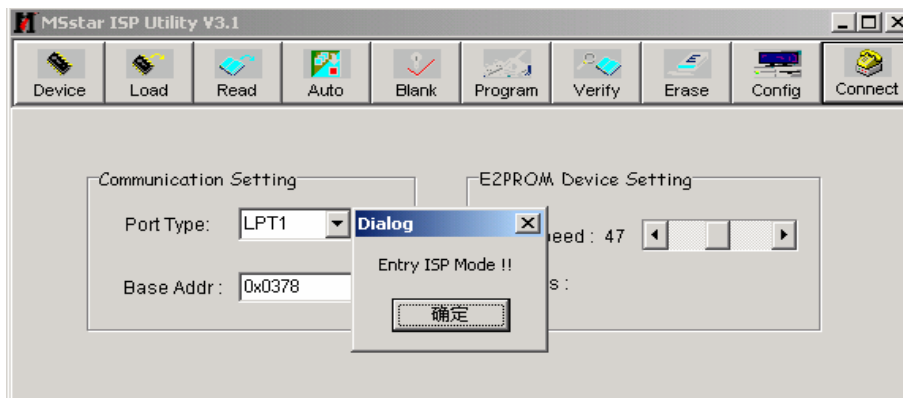 MSstar ISP Utility V3.1
Device Load Read Auto Blank Program Verify Erase Config Connect
Communication Setting
E2PROM Device Setting
Port Type: LPT1
Dialog
eed : 47
Entry ISP Mode !!
Base Addr : 0x0378
s :
确定